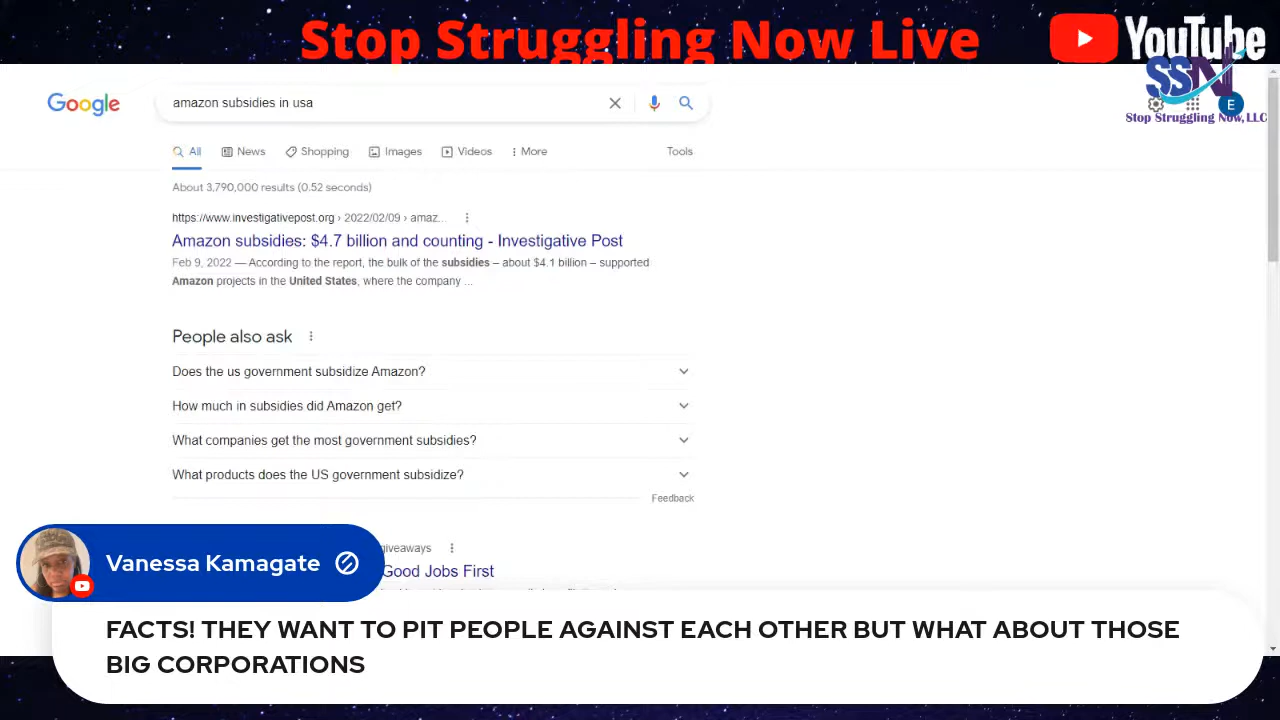 Stop Struggling Now Live
YouTube
SSN
Stop Struggling Now, LLC
Google
amazon subsidies in usa
E
All News Shopping Images Videos More Tools
About 3,790,000 results (0.52 seconds)
https://www.investigativepost.org › 2022/02/09 › amaz...
Amazon subsidies: $4.7 billion and counting - Investigative Post
Feb 9, 2022 — According to the report, the bulk of the subsidies – about $4.1 billion – supported
Amazon projects in the United States, where the company ...
People also ask
Does the us government subsidize Amazon?
How much in subsidies did Amazon get?
What companies get the most government subsidies?
What products does the US government subsidize?
Feedback
giveaways
Good Jobs First
Vanessa Kamagate
FACTS! THEY WANT TO PIT PEOPLE AGAINST EACH OTHER BUT WHAT ABOUT THOSE
BIG CORPORATIONS